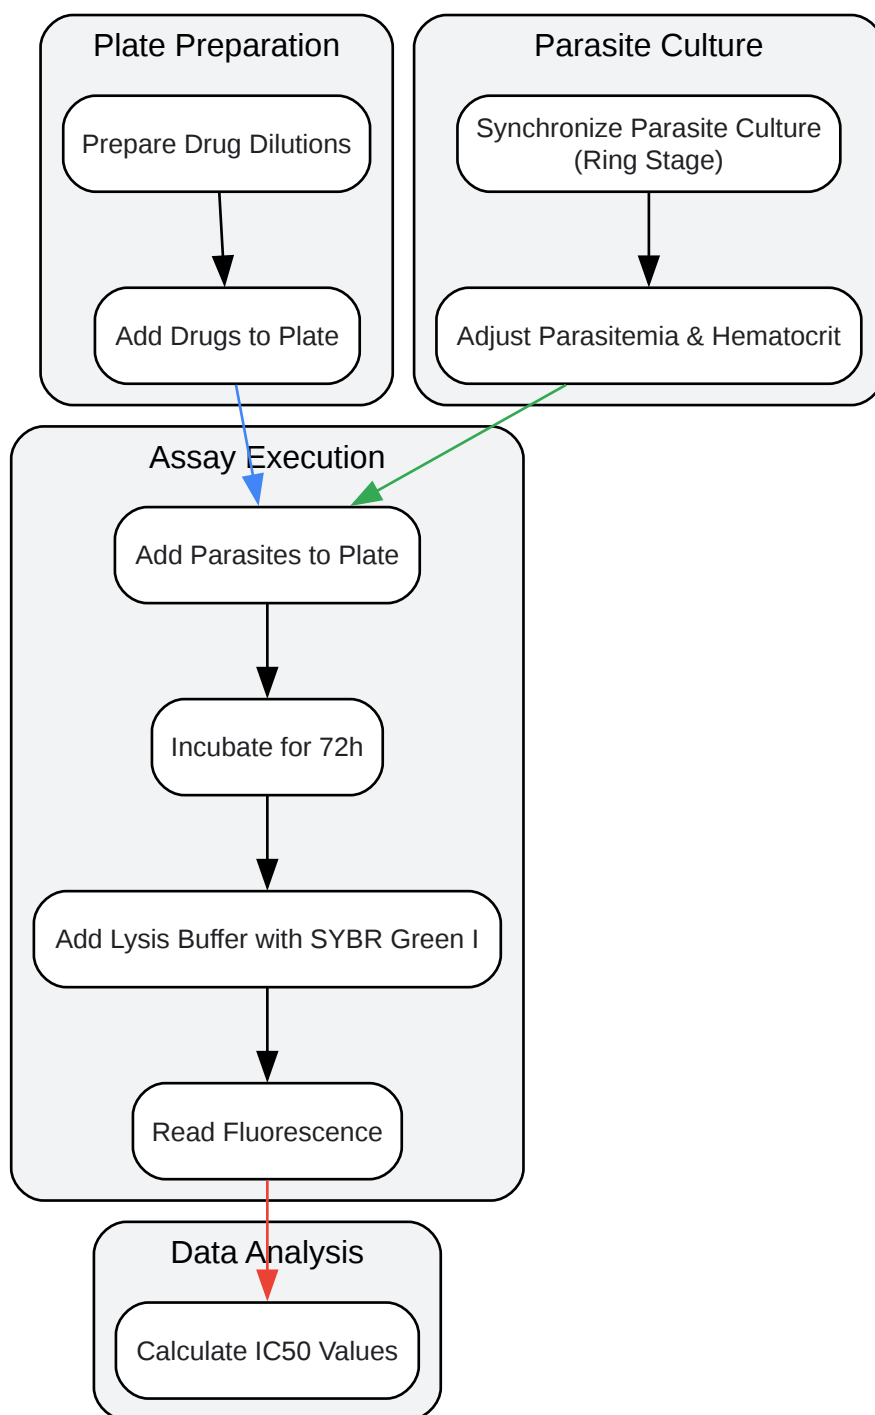 Plate Preparation
Prepare Drug Dilutions
Add Drugs to Plate
Parasite Culture
Synchronize Parasite Culture
(Ring Stage)
Adjust Parasitemia & Hematocrit
Assay Execution
Add Parasites to Plate
Incubate for 72h
Add Lysis Buffer with SYBR Green I
Read Fluorescence
Data Analysis
Calculate IC50 Values